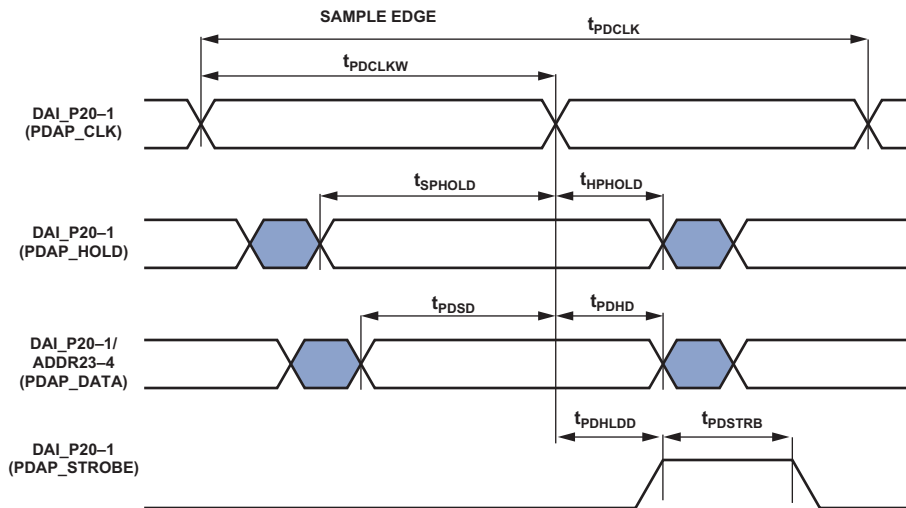 SAMPLE EDGE
tPDCLK
tPDCLKW
DAI_P20–1
(PDAP_CLK)
tSPHOLD
tHPHOLD
DAI_P20–1
(PDAP_HOLD)
tPDSD
tPDHD
DAI_P20–1/
ADDR23–4
(PDAP_DATA)
tPDHLDD
tPDSTRB
DAI_P20–1
(PDAP_STROBE)